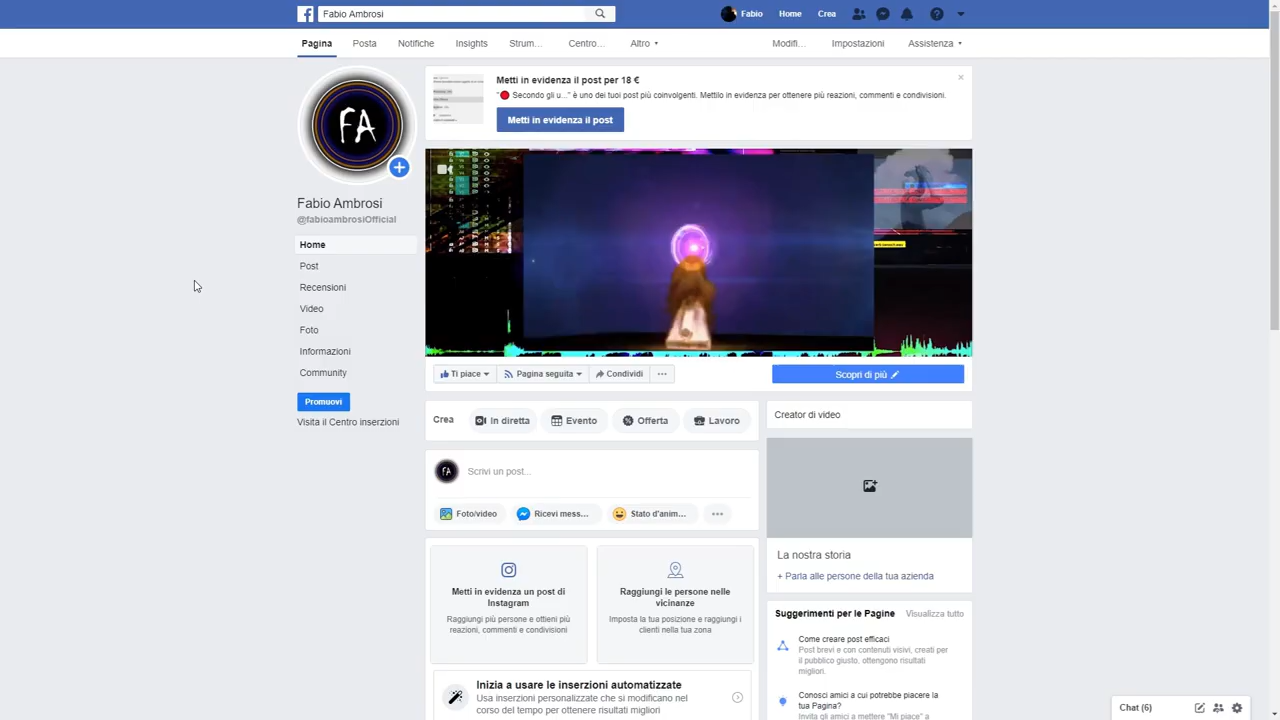 Fabio Ambrosi
Fabio
Home
Crea
Pagina
Posta
Notifiche
Insights
Strum...
Centro...
Altro
Modifi...
Impostazioni
Assistenza
Metti in evidenza il post per 18 €
"🔴 Secondo gli u..." è uno dei tuoi post più coinvolgenti. Mettilo in evidenza per ottenere più reazioni, commenti e condivisioni.
Metti in evidenza il post
FA
Fabio Ambrosi
@fabioambrosiOfficial
Home
Post
Recensioni
Video
Foto
Informazioni
Community
Promuovi
Visita il Centro inserzioni
Ti piace
Pagina seguita
Condividi
Scopri di più
Crea
In diretta
Evento
Offerta
Lavoro
FA
Scrivi un post...
Foto/video
Ricevi mess...
Stato d'anim...
Metti in evidenza un post di
Instagram
Raggiungi più persone e ottieni più
reazioni, commenti e condivisioni
Raggiungi le persone nelle
vicinanze
Imposta la tua posizione e raggiungi i
clienti nella tua zona
Inizia a usare le inserzioni automatizzate
Usa inserzioni personalizzate che si modificano nel
corso del tempo per ottenere risultati migliori
Creator di video
La nostra storia
+ Parla alle persone della tua azienda
Suggerimenti per le Pagine
Visualizza tutto
Come creare post efficaci
Post brevi e con contenuti visivi, creati per
il pubblico giusto, ottengono risultati
migliori.
Conosci amici a cui potrebbe piacere la
tua Pagina?
Invita gli amici a mettere "Mi piace" a
Chat (6)